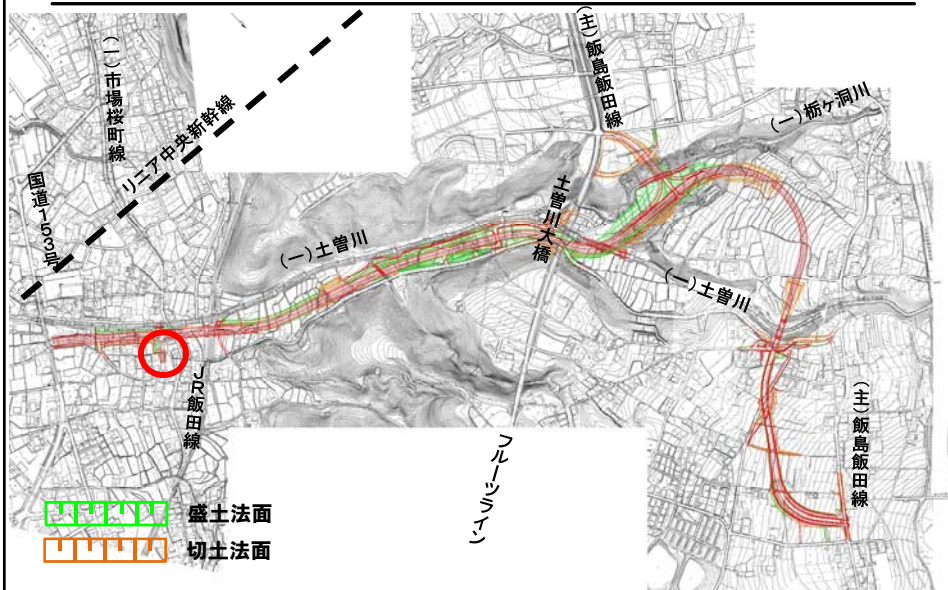 (一)市場桜町線
(主)飯島飯田線
(一)栃ヶ洞川
リニア中央新幹線
国道153号
土曽川大橋
(一)土曽川
(一)土曽川
JR飯田線
(主)飯島飯田線
フルーツライン
盛土法面
切土法面